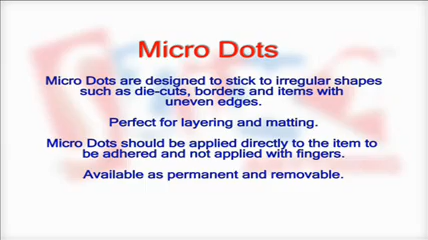 Micro Dots
Micro Dots are designed to stick to irregular shapes
such as die-cuts, borders and items with
uneven edges.
Perfect for layering and matting.
Micro Dots should be applied directly to the item to
be adhered and not applied with fingers.
Available as permanent and removable.